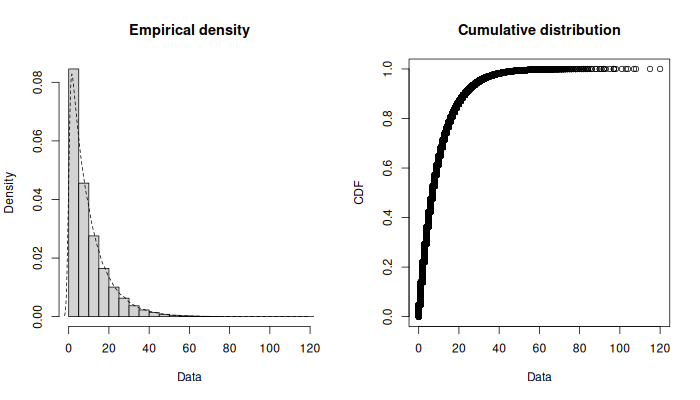 Empirical density
Density
0.00 0.02 0.04 0.06 0.08
0 20 40 60 80 100 120
Data
Cumulative distribution
CDF
0.0 0.2 0.4 0.6 0.8 1.0
0 20 40 60 80 100 120
Data